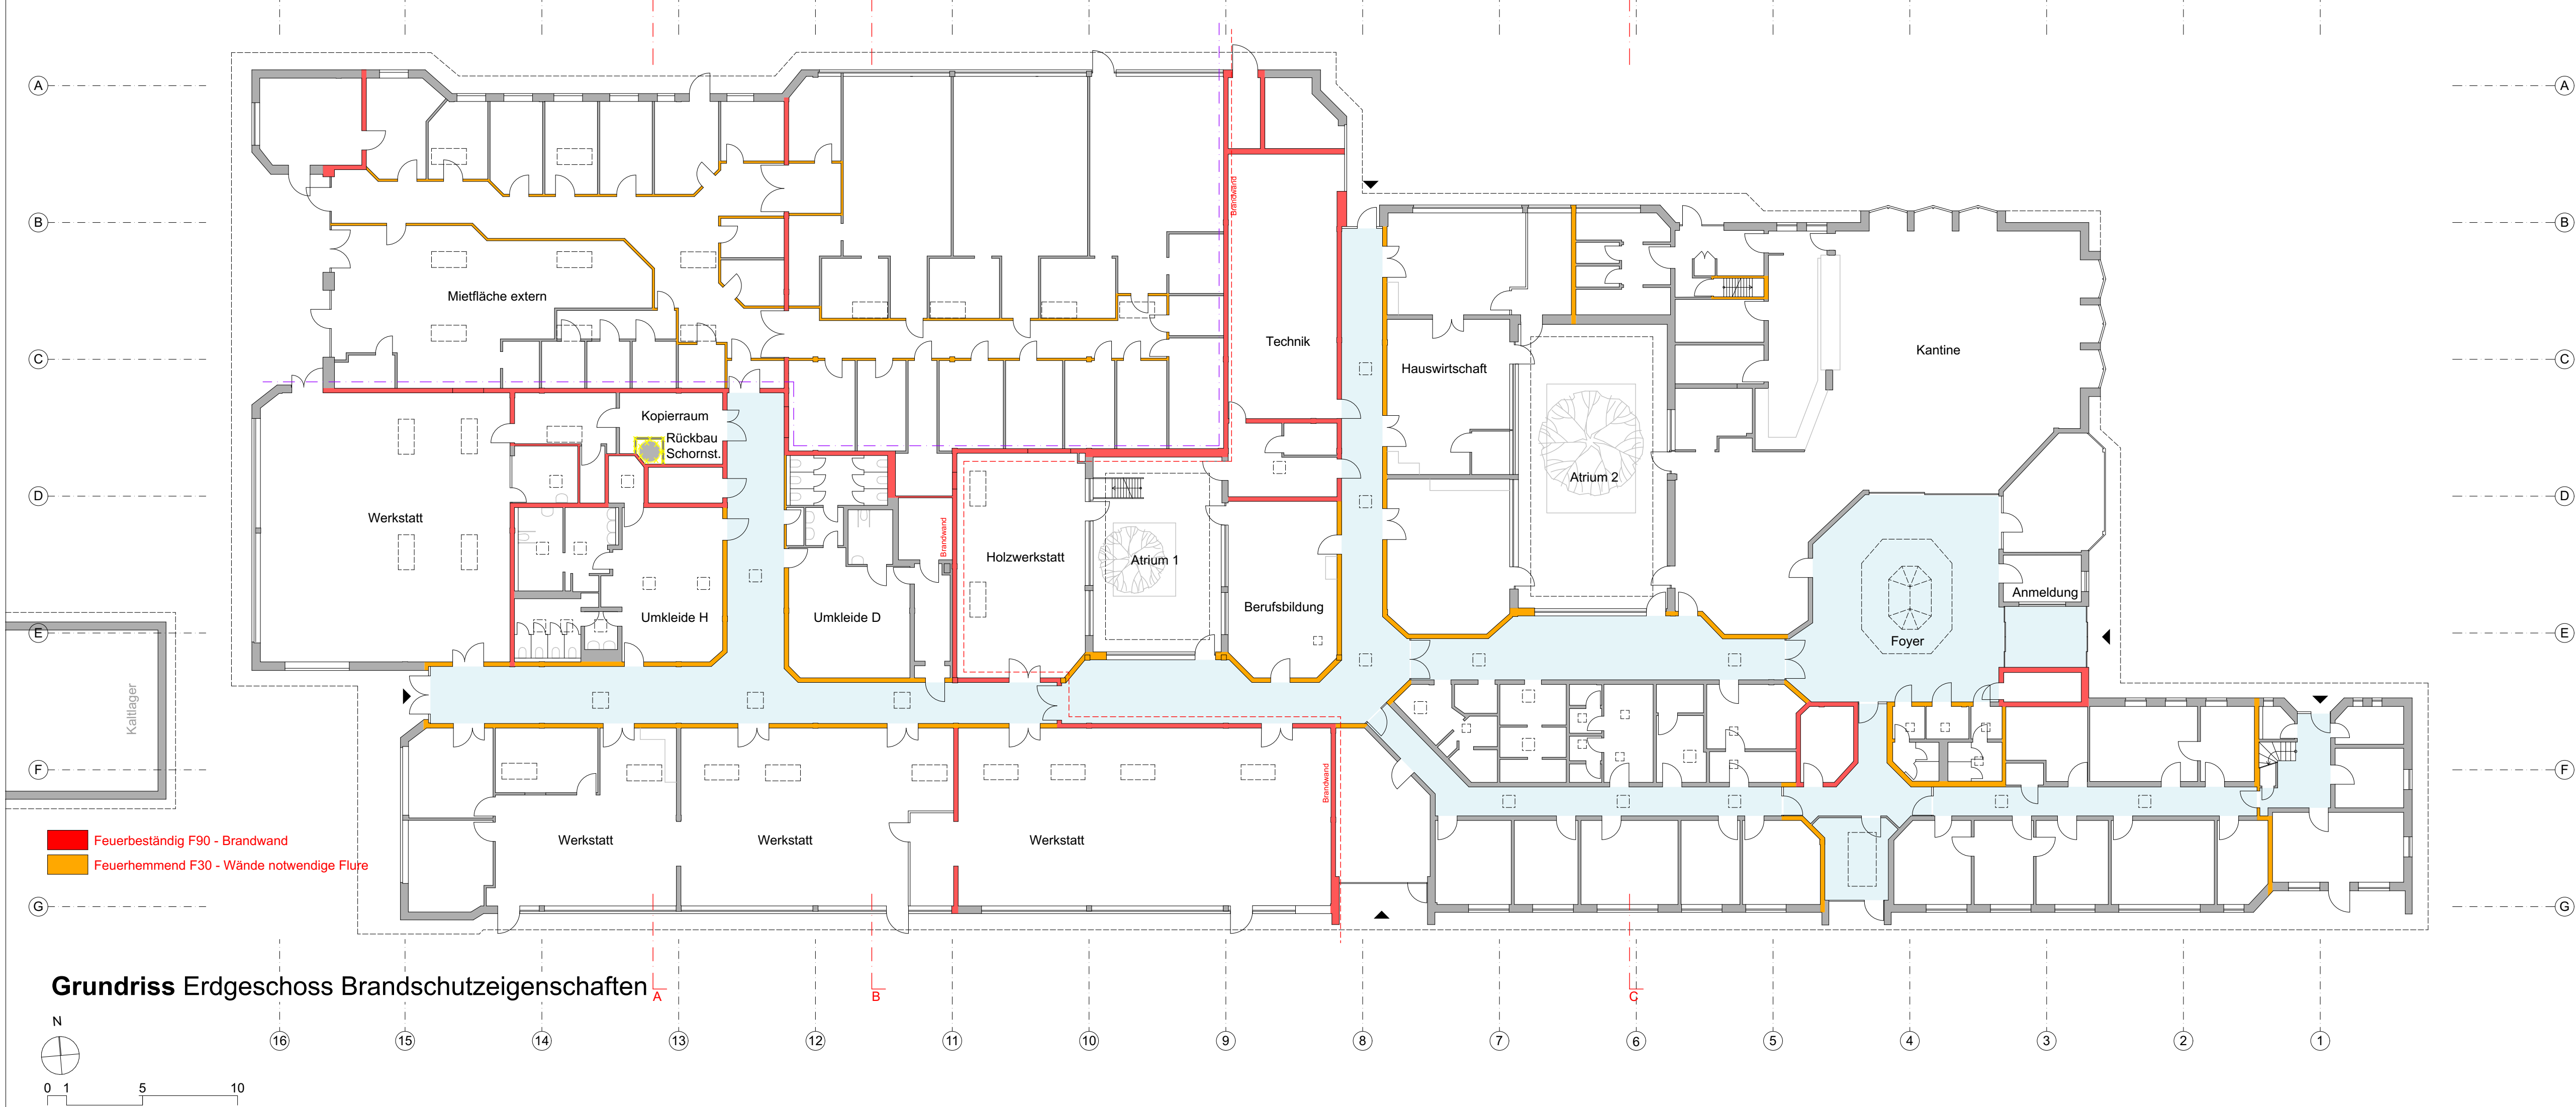 A
A
Brandwand
B
B
Mietfläche extern
Technik
Kantine
C
C
Hauswirtschaft
Kopierraum
Rückbau
Schornst.
Atrium 2
D
D
Werkstatt
Brandwand
Holzwerkstatt
Atrium 1
Anmeldung
Berufsbildung
Umkleide H
Umkleide D
E
E
Foyer
Kaltlager
F
F
Brandwand
Feuerbeständig F90 - Brandwand
Werkstatt
Werkstatt
Werkstatt
Feuerhemmend F30 - Wände notwendige Flure
G
G
Grundriss Erdgeschoss Brandschutzeigenschaften
A
B
C
N
16
15
14
13
12
11
10
9
8
7
6
5
4
3
2
1
0 1 5 10